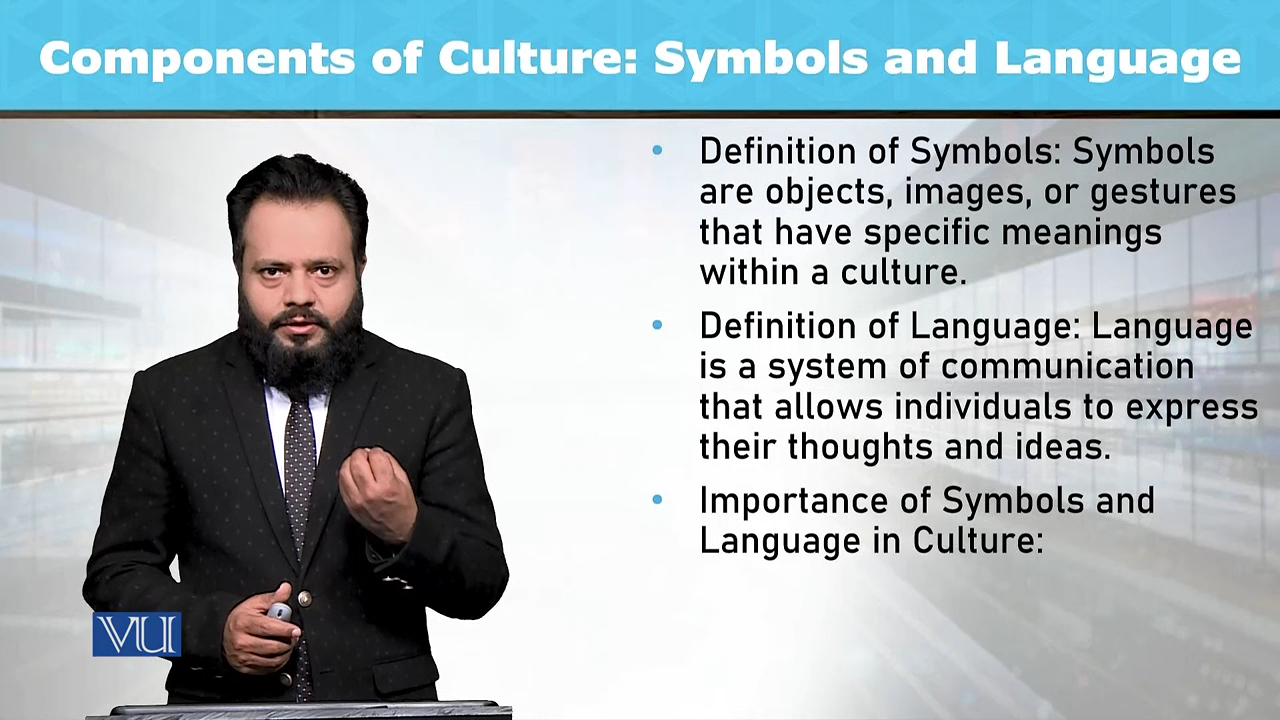 Components of Culture: Symbols and Language
• Definition of Symbols: Symbols
are objects, images, or gestures
that have specific meanings
within a culture.
• Definition of Language: Language
is a system of communication
that allows individuals to express
their thoughts and ideas.
• Importance of Symbols and
Language in Culture:
VU